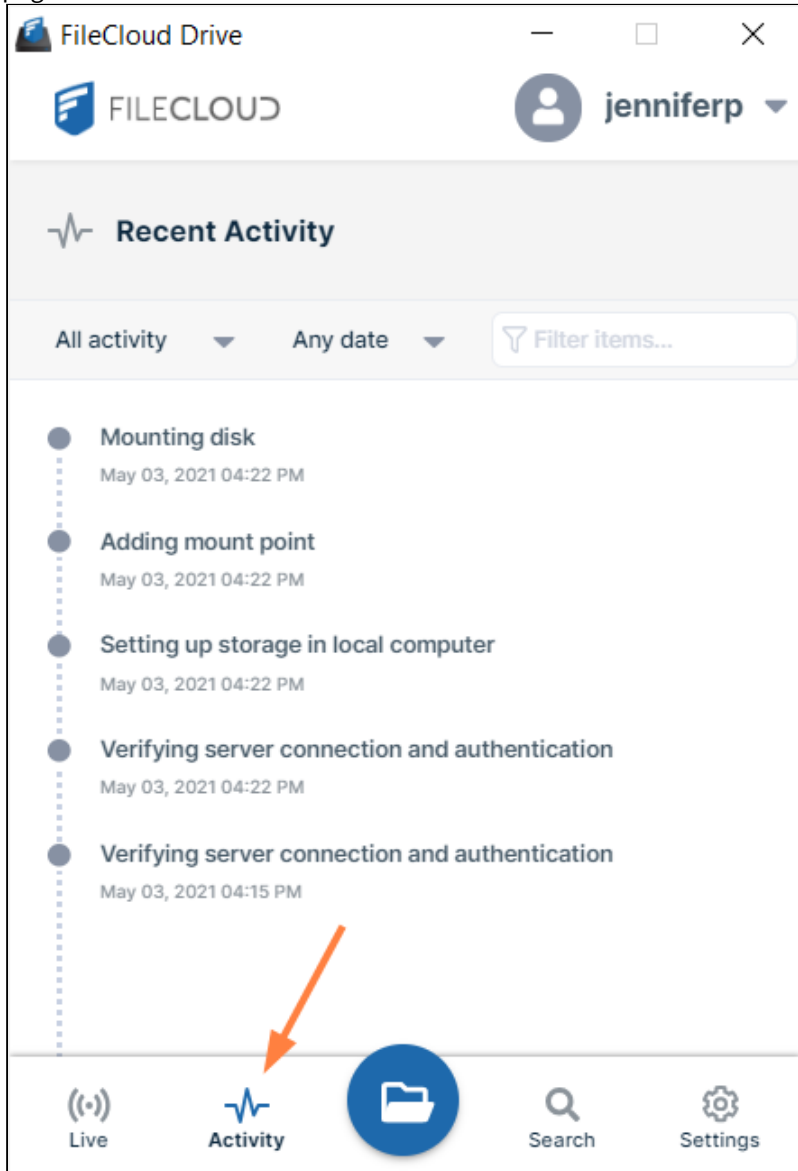 FileCloud Drive
FILECLOUD
jenniferp
Recent Activity
All activity
Any date
Filter items...
Mounting disk
May 03, 2021 04:22 PM
Adding mount point
May 03, 2021 04:22 PM
Setting up storage in local computer
May 03, 2021 04:22 PM
Verifying server connection and authentication
May 03, 2021 04:22 PM
Verifying server connection and authentication
May 03, 2021 04:15 PM
Live
Activity
Search
Settings